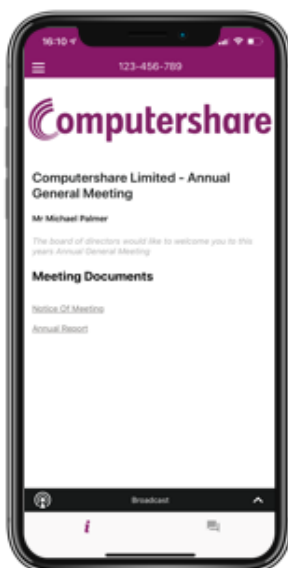 16:10
123-456-789
Computershare
Computershare Limited - Annual
General Meeting
Mr Michael Palmer
The board of directors would like to welcome you to this
years Annual General Meeting
Meeting Documents
Notice Of Meeting
Annual Report
Broadcast
i